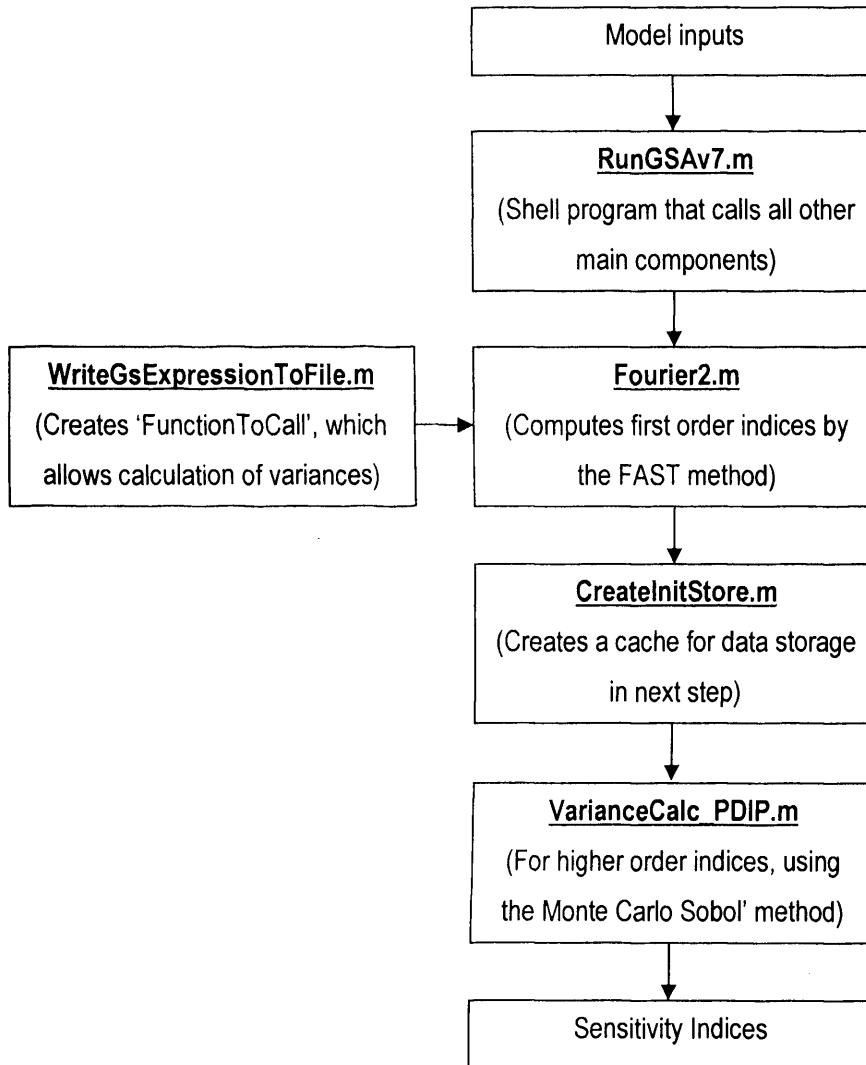 Model inputs
RunGSAv7.m
(Shell program that calls all other
main components)
WriteGsExpressionToFile.m
(Creates ‘FunctionToCall’, which
allows calculation of variances)
Fourier2.m
(Computes first order indices by
the FAST method)
CreateInitStore.m
(Creates a cache for data storage
in next step)
VarianceCalc_PDIP.m
(For higher order indices, using
the Monte Carlo Sobol’ method)
Sensitivity Indices